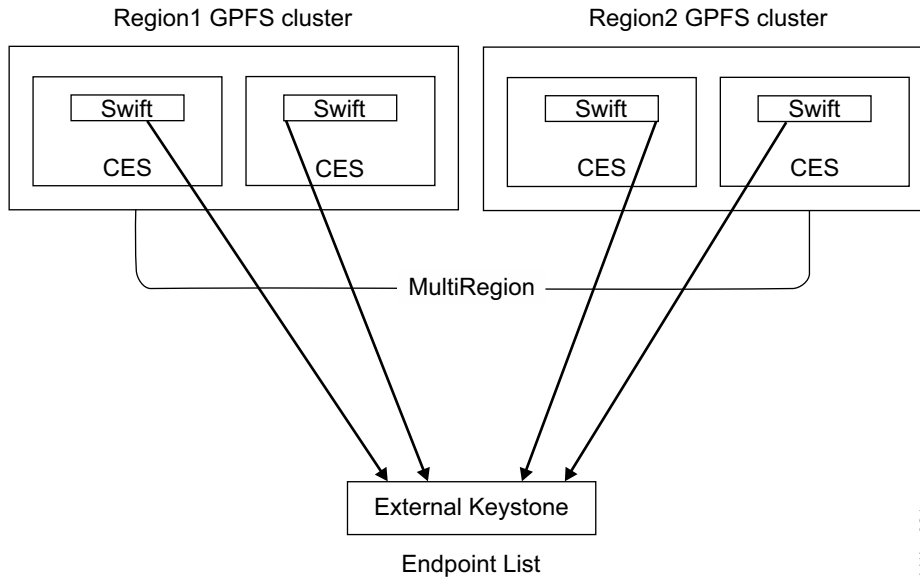 Region1 GPFS cluster
Region2 GPFS cluster
Swift
Swift
Swift
Swift
CES
CES
CES
CES
MultiRegion
External Keystone
Endpoint List